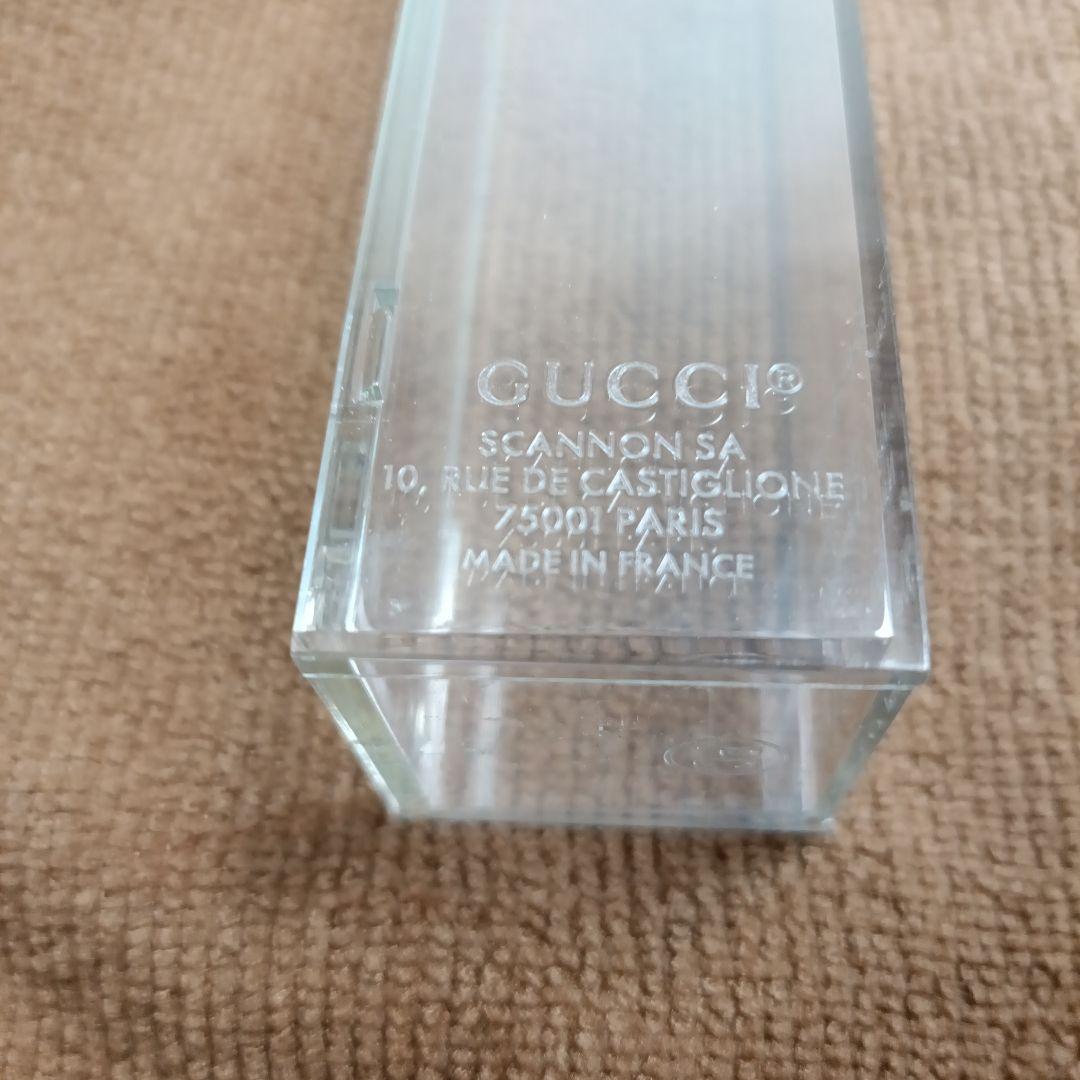 GUCCI®
SCANNON SA
10, RUE DE CASTIGLIONE
75001 PARIS
MADE IN FRANCE